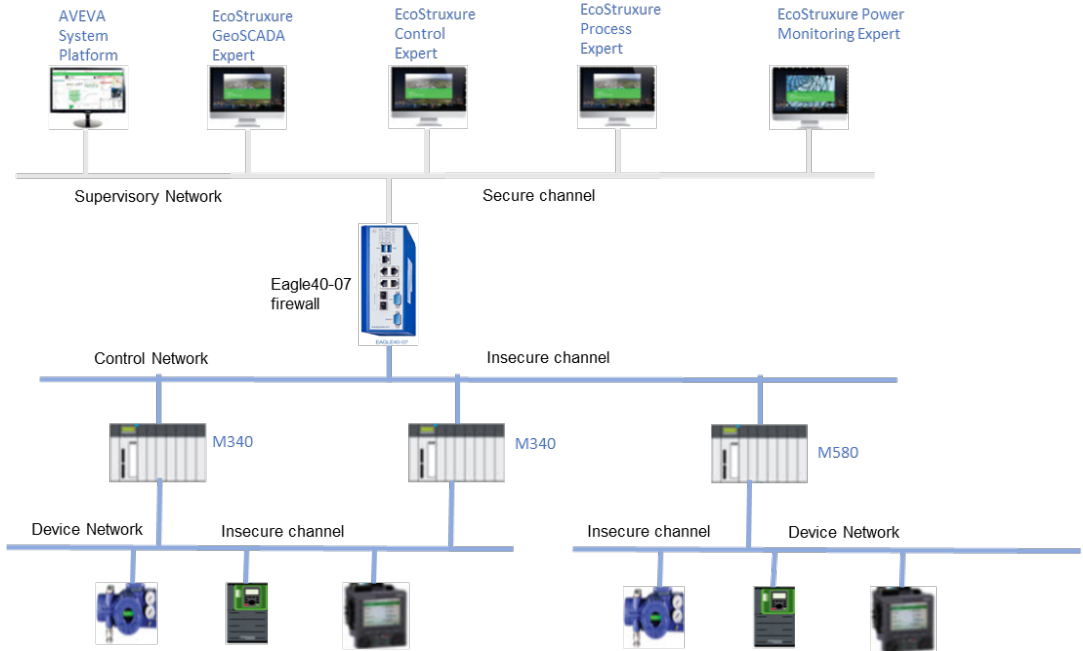 AVEVA
System
Platform
EcoStruxure
GeoSCADA
Expert
EcoStruxure
Control
Expert
EcoStruxure
Process
Expert
EcoStruxure Power
Monitoring Expert
Supervisory Network
Secure channel
Eagle40-07
firewall
EAGLE40-07
Control Network
Insecure channel
M340
M340
M580
Device Network
Insecure channel
Insecure channel
Device Network